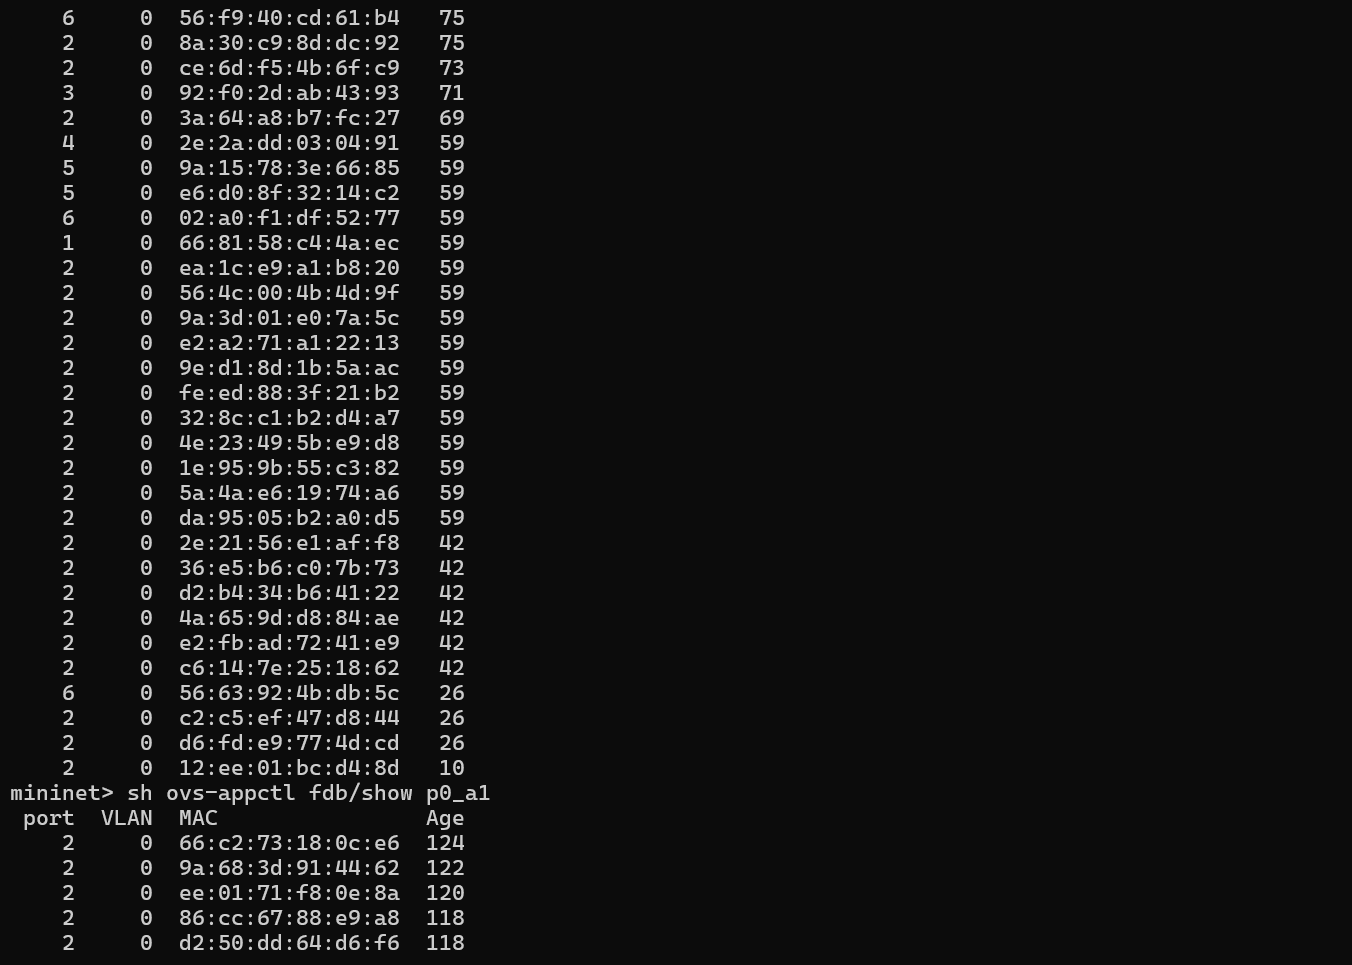 6 0 56:f9:40:cd:61:b4 75
2 0 8a:30:c9:8d:dc:92 75
2 0 ce:6d:f5:4b:6f:c9 73
3 0 92:f0:2d:ab:43:93 71
2 0 3a:64:a8:b7:fc:27 69
4 0 2e:2a:dd:03:04:91 59
5 0 9a:15:78:3e:66:85 59
5 0 e6:d0:8f:32:14:c2 59
6 0 02:a0:f1:df:52:77 59
1 0 66:81:58:c4:4a:ec 59
2 0 ea:1c:e9:a1:b8:20 59
2 0 56:4c:00:4b:4d:9f 59
2 0 9a:3d:01:e0:7a:5c 59
2 0 e2:a2:71:a1:22:13 59
2 0 9e:d1:8d:1b:5a:ac 59
2 0 fe:ed:88:3f:21:b2 59
2 0 32:8c:c1:b2:d4:a7 59
2 0 4e:23:49:5b:e9:d8 59
2 0 1e:95:9b:55:c3:82 59
2 0 5a:4a:e6:19:74:a6 59
2 0 da:95:05:b2:a0:d5 59
2 0 2e:21:56:e1:af:f8 42
2 0 36:e5:b6:c0:7b:73 42
2 0 d2:b4:34:b6:41:22 42
2 0 4a:65:9d:d8:84:ae 42
2 0 e2:fb:ad:72:41:e9 42
2 0 c6:14:7e:25:18:62 42
6 0 56:63:92:4b:db:5c 26
2 0 c2:c5:ef:47:d8:44 26
2 0 d6:fd:e9:77:4d:cd 26
2 0 12:ee:01:bc:d4:8d 10
mininet> sh ovs-appctl fdb/show p0_a1
port VLAN MAC Age
2 0 66:c2:73:18:0c:e6 124
2 0 9a:68:3d:91:44:62 122
2 0 ee:01:71:f8:0e:8a 120
2 0 86:cc:67:88:e9:a8 118
2 0 d2:50:dd:64:d6:f6 118